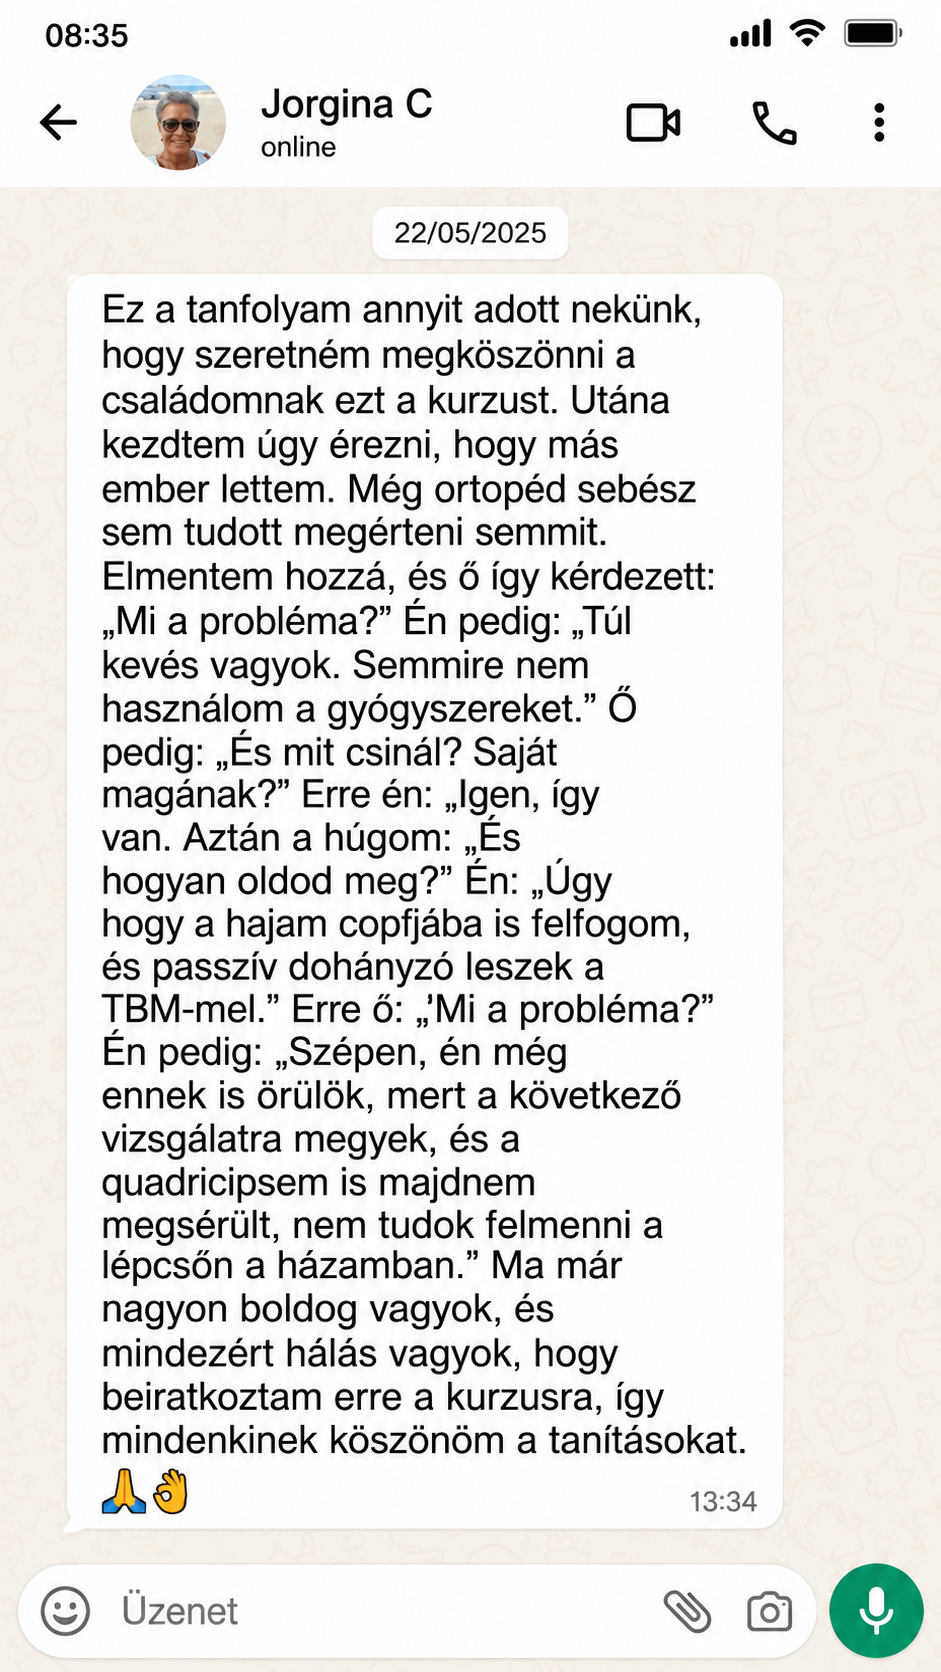 08:35
Jorgina C
online
22/05/2025
Ez a tanfolyam annyit adott nekünk,
hogy szeretném megköszönni a
családomnak ezt a kurzust. Utána
kezdtem úgy érezni, hogy más
ember lettem. Még ortopéd sebész
sem tudott megérteni semmit.
Elmentem hozzá, és ő így kérdezett:
„Mi a probléma?” Én pedig: „Túl
kevés vagyok. Semmire nem
használom a gyógyszereket.” Ő
pedig: „És mit csinál? Saját
magának?” Erre én: „Igen, így
van. Aztán a húgom: „És
hogyan oldod meg?” Én: „Úgy
hogy a hajam copfjába is felfogom,
és passzív dohányzó leszek a
TBM-mel.” Erre ő: „’Mi a probléma?”
Én pedig: „Szépen, én még
ennek is örülök, mert a következő
vizsgálatra megyek, és a
quadricipsem is majdnem
megsérült, nem tudok felmenni a
lépcsőn a házamban.” Ma már
nagyon boldog vagyok, és
mindezért hálás vagyok, hogy
beiratkoztam erre a kurzusra, így
mindenkinek köszönöm a tanításokat.
🙏👌
13:34
Üzenet